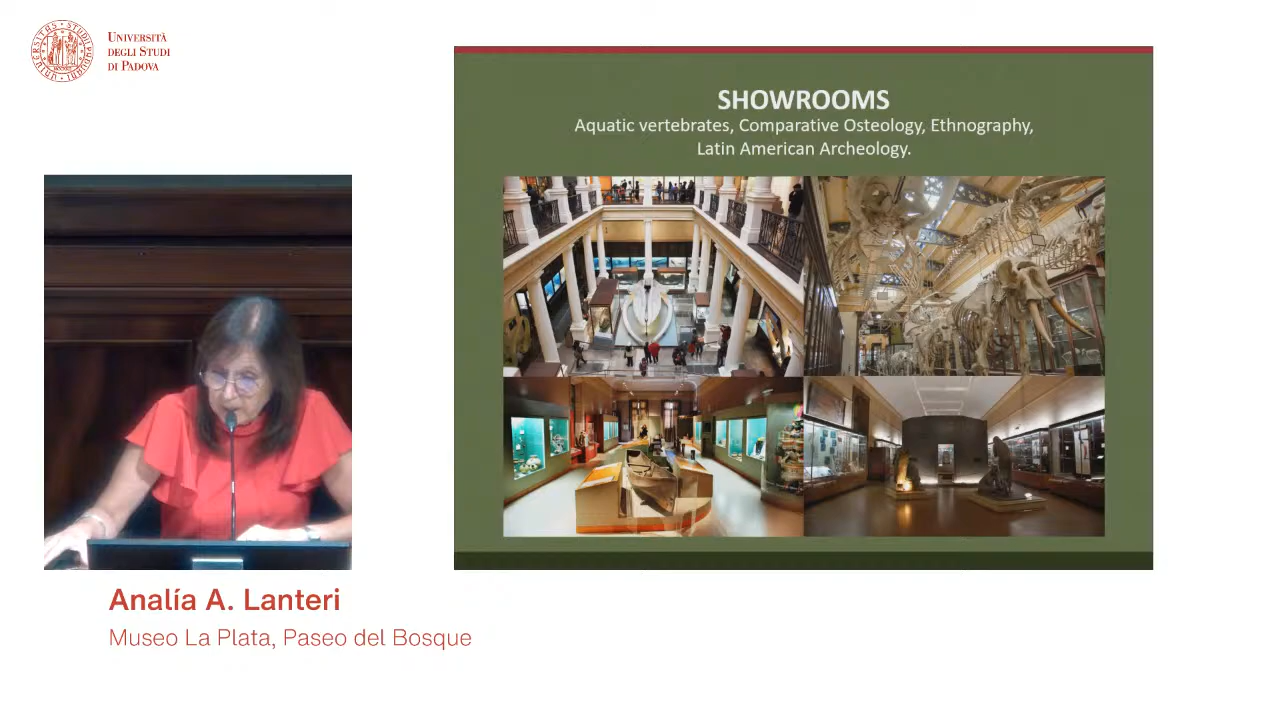 UNIVERSITÀ
DEGLI STUDI
DI PADOVA
SHOWROOMS
Aquatic vertebrates, Comparative Osteology, Ethnography,
Latin American Archeology.
Analía A. Lanteri
Museo La Plata, Paseo del Bosque